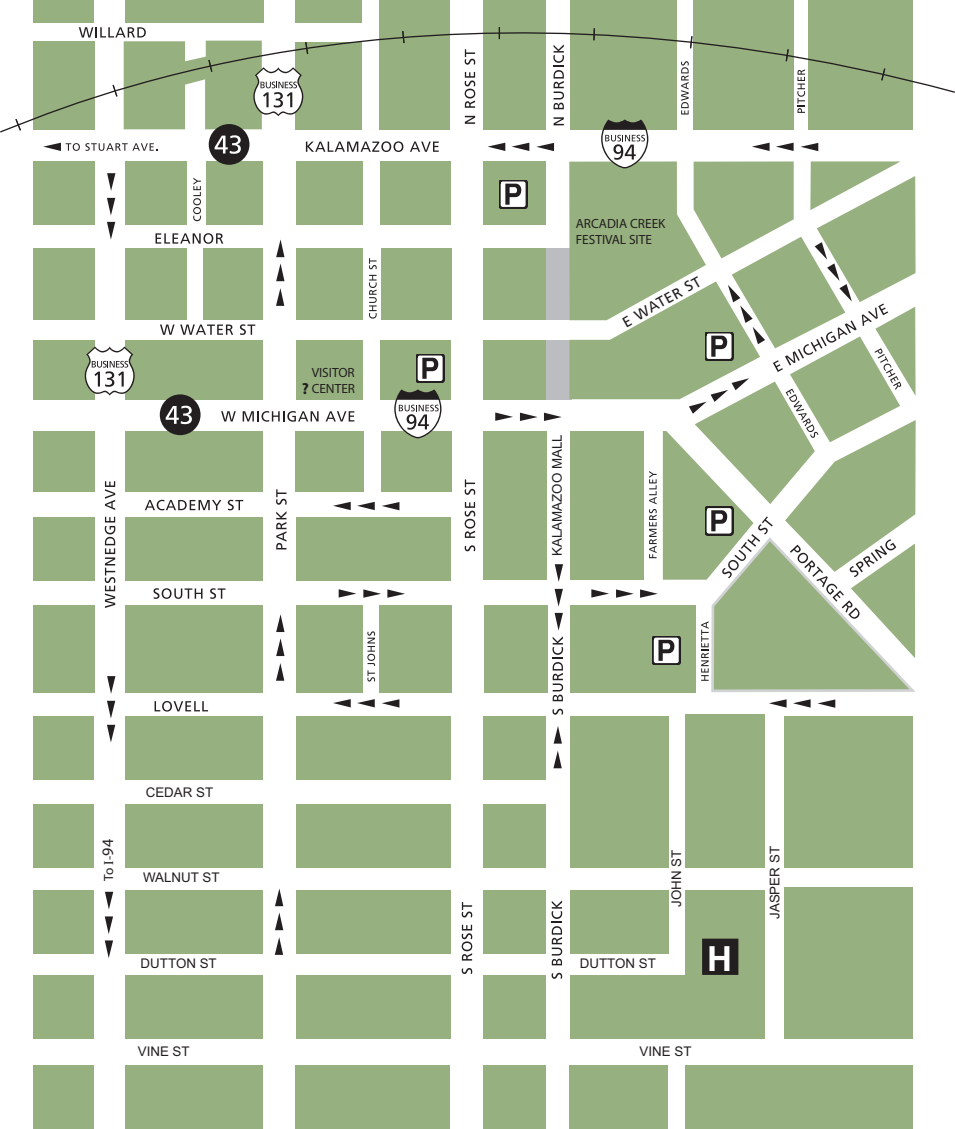 WILLARD
BUSINESS
131
N ROSE ST
N BURDICK
EDWARDS
PITCHER
TO STUART AVE.
43
KALAMAZOO AVE
BUSINESS
94
COOLEY
P
ARCADIA CREEK
FESTIVAL SITE
ELEANOR
CHURCH ST
W WATER ST
E WATER ST
E MICHIGAN AVE
P
PITCHER
BUSINESS
131
VISITOR
? CENTER
P
BUSINESS
94
43
W MICHIGAN AVE
EDWARDS
WESTNEDGE AVE
ACADEMY ST
PARK ST
S ROSE ST
KALAMAZOO MALL
FARMERS ALLEY
P
SOUTH ST
PORTAGE RD
SPRING
SOUTH ST
ST JOHNS
S BURDICK
P
HENRIETTA
LOVELL
CEDAR ST
To I-94
WALNUT ST
JOHN ST
JASPER ST
S ROSE ST
S BURDICK
DUTTON ST
DUTTON ST
H
VINE ST
VINE ST